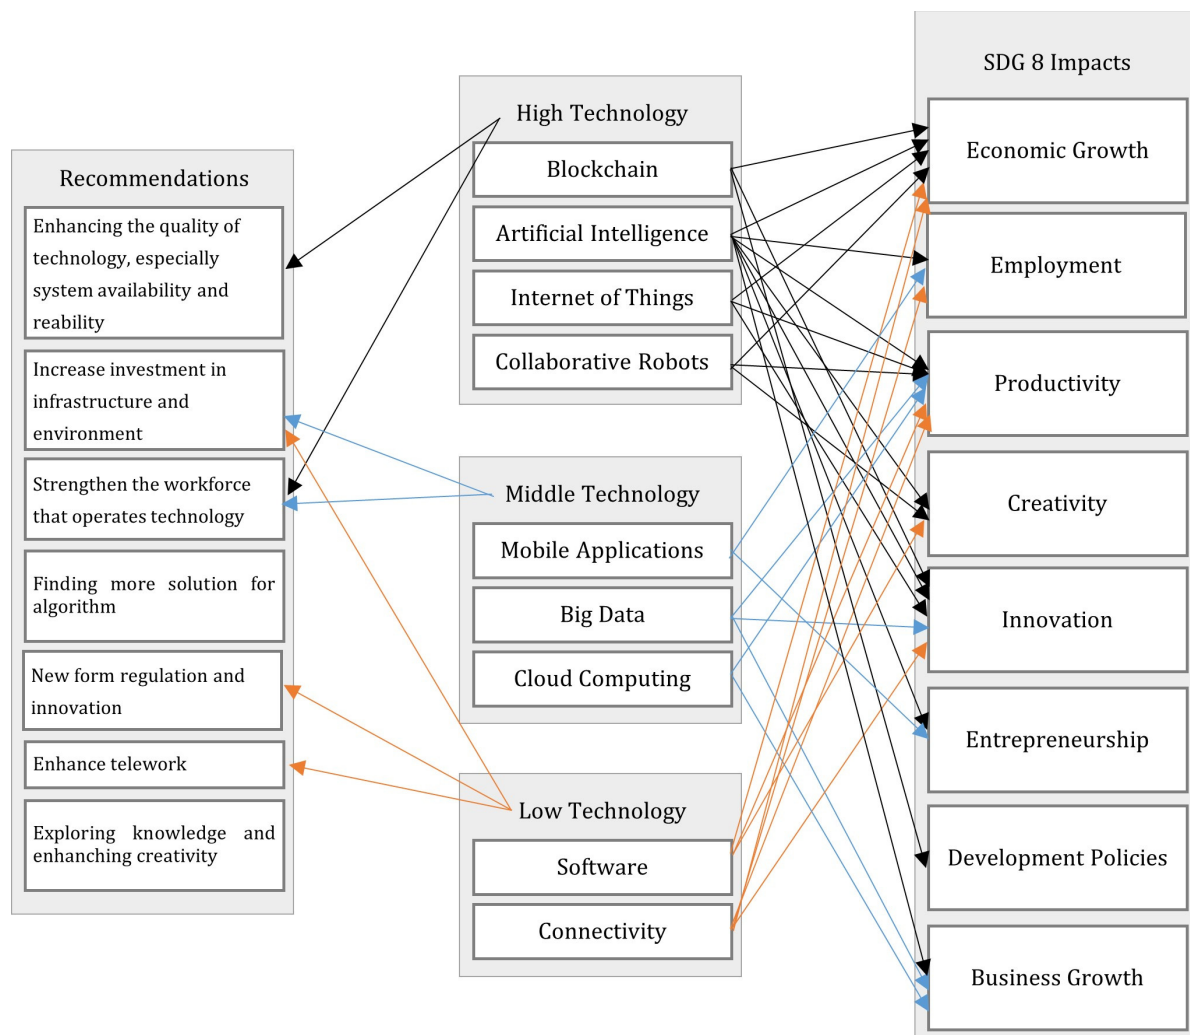 Recommendations
Enhancing the quality of
technology, especially
system availability and
reability
Increase investment in
infrastructure and
environment
Strengthen the workforce
that operates technology
Finding more solution for
algorithm
New form regulation and
innovation
Enhance telework
Exploring knowledge and
enhanching creativity
High Technology
Blockchain
Artificial Intelligence
Internet of Things
Collaborative Robots
Middle Technology
Mobile Applications
Big Data
Cloud Computing
Low Technology
Software
Connectivity
SDG 8 Impacts
Economic Growth
Employment
Productivity
Creativity
Innovation
Entrepreneurship
Development Policies
Business Growth